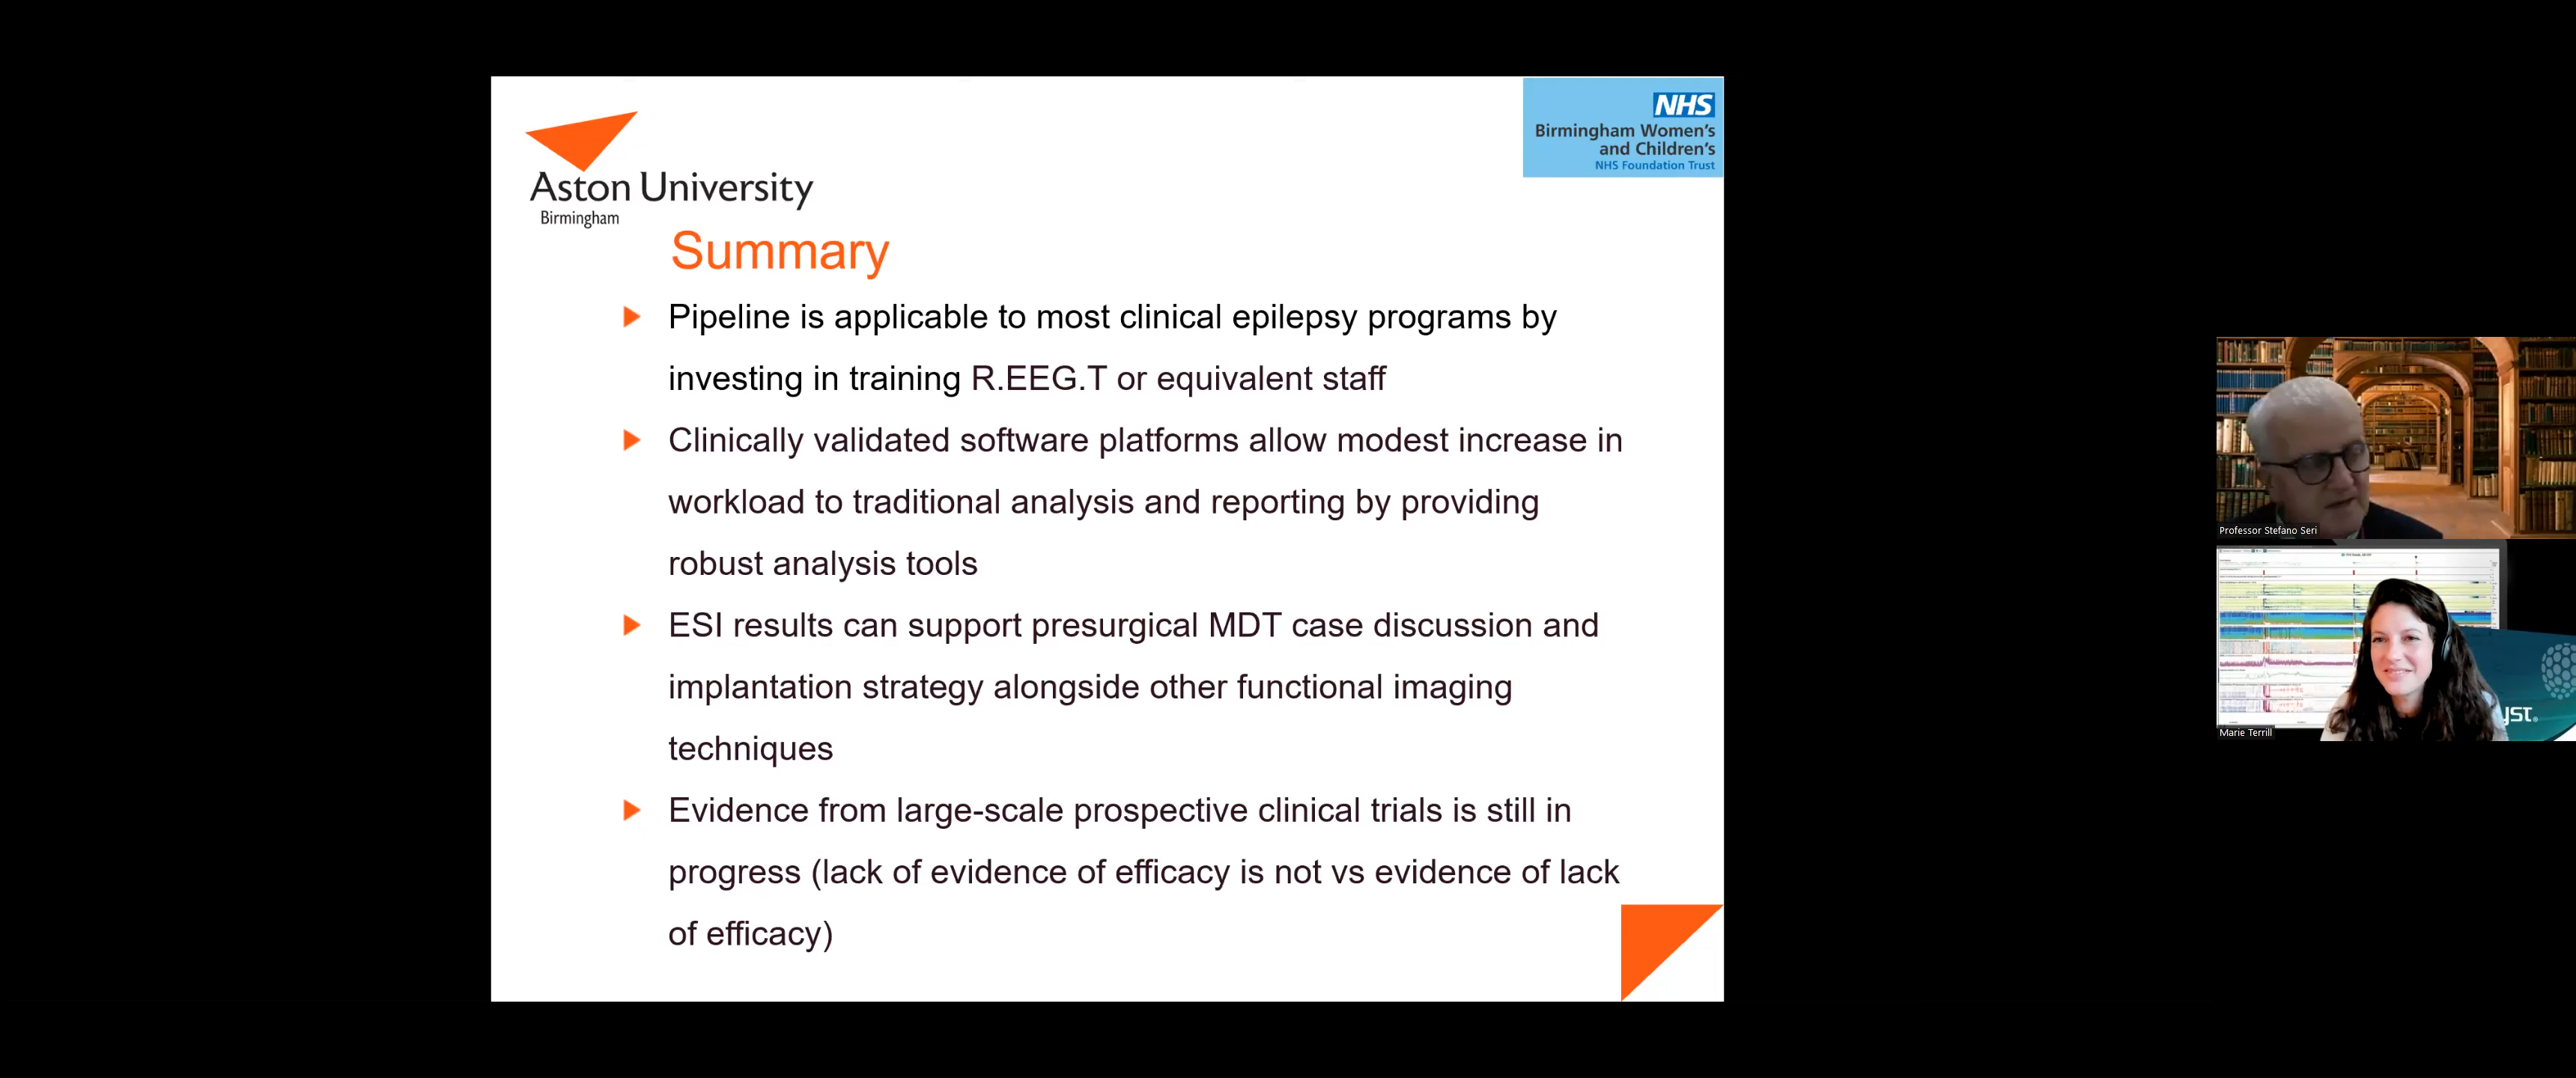 Aston University
Birmingham
NHS
Birmingham Women's
and Children's
NHS Foundation Trust
Summary
Pipeline is applicable to most clinical epilepsy programs by
investing in training R.EEG.T or equivalent staff
Clinically validated software platforms allow modest increase in
workload to traditional analysis and reporting by providing
robust analysis tools
ESI results can support presurgical MDT case discussion and
implantation strategy alongside other functional imaging
techniques
Evidence from large-scale prospective clinical trials is still in
progress (lack of evidence of efficacy is not vs evidence of lack
of efficacy)
Professor Stefano Seri
Marie Terrill